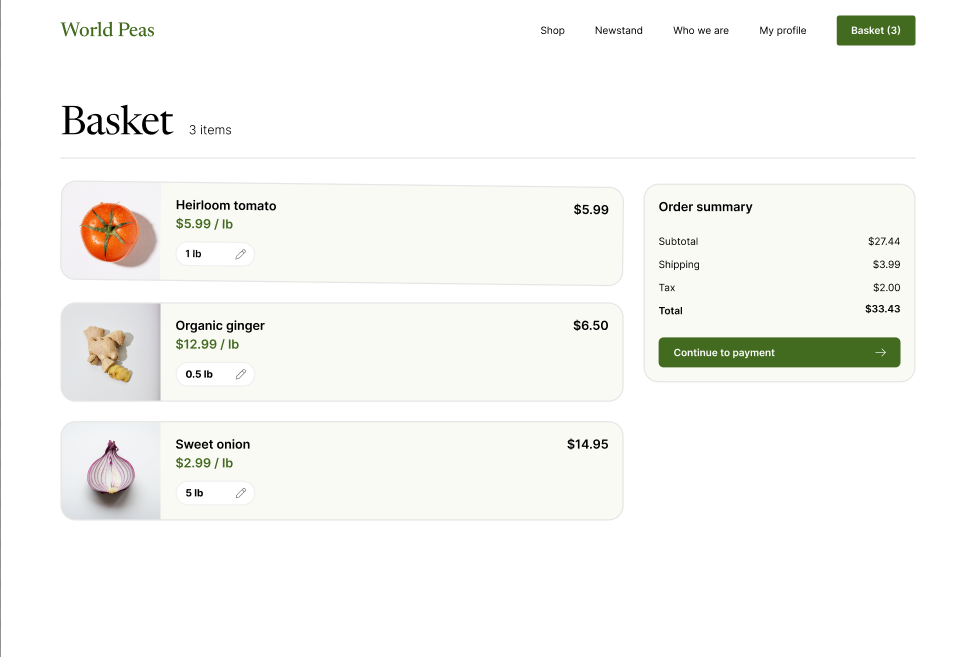 World Peas
Shop
Newstand
Who we are
My profile
Basket (3)
Basket
3 items
Heirloom tomato
$5.99 / lb
1 lb
$5.99
Organic ginger
$12.99 / lb
0.5 lb
$6.50
Sweet onion
$2.99 / lb
5 lb
$14.95
Order summary
Subtotal $27.44
Shipping $3.99
Tax $2.00
Total $33.43
Continue to payment